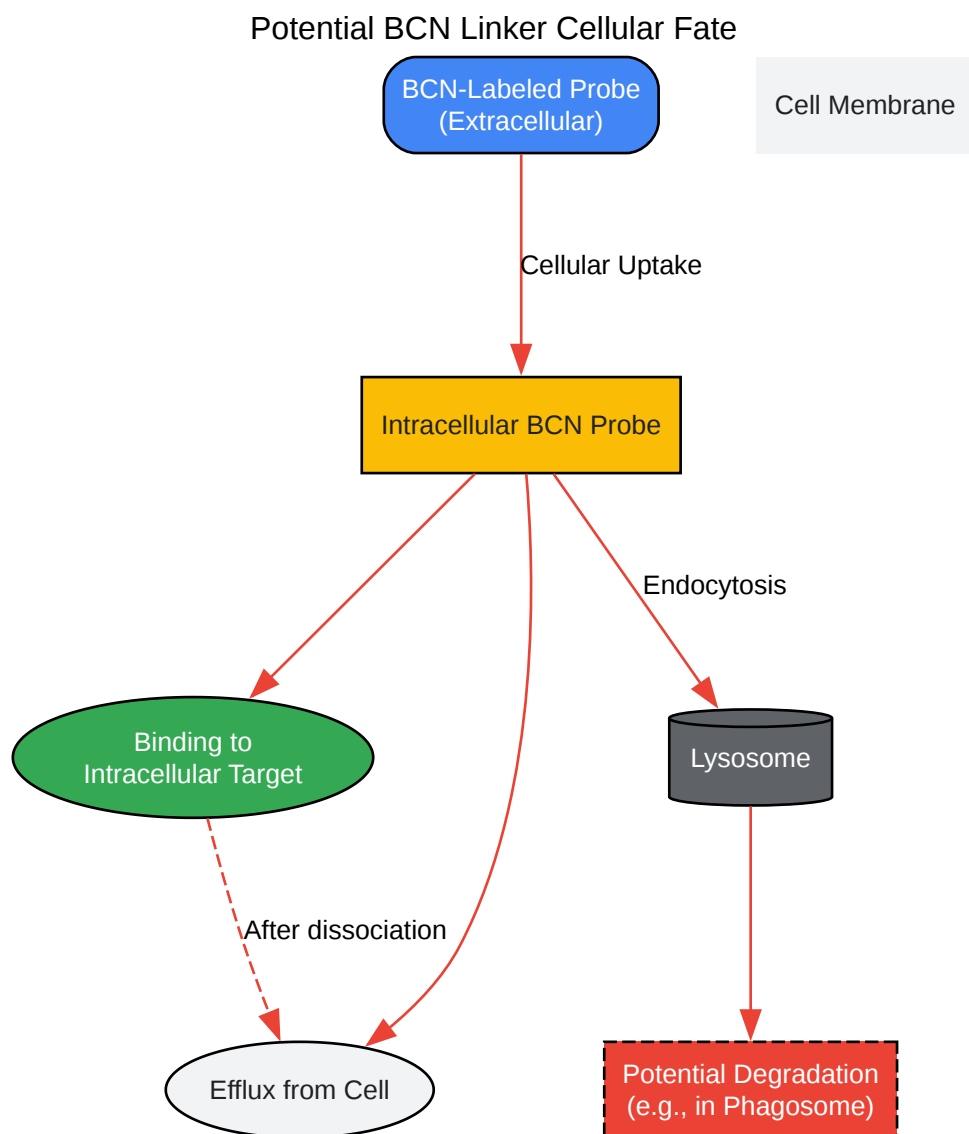 Potential BCN Linker Cellular Fate
BCN-Labeled Probe
(Extracellular)
Cell Membrane
Cellular Uptake
Intracellular BCN Probe
Endocytosis
Binding to
Intracellular Target
Lysosome
After dissociation
Efflux from Cell
Potential Degradation
(e.g., in Phagosome)